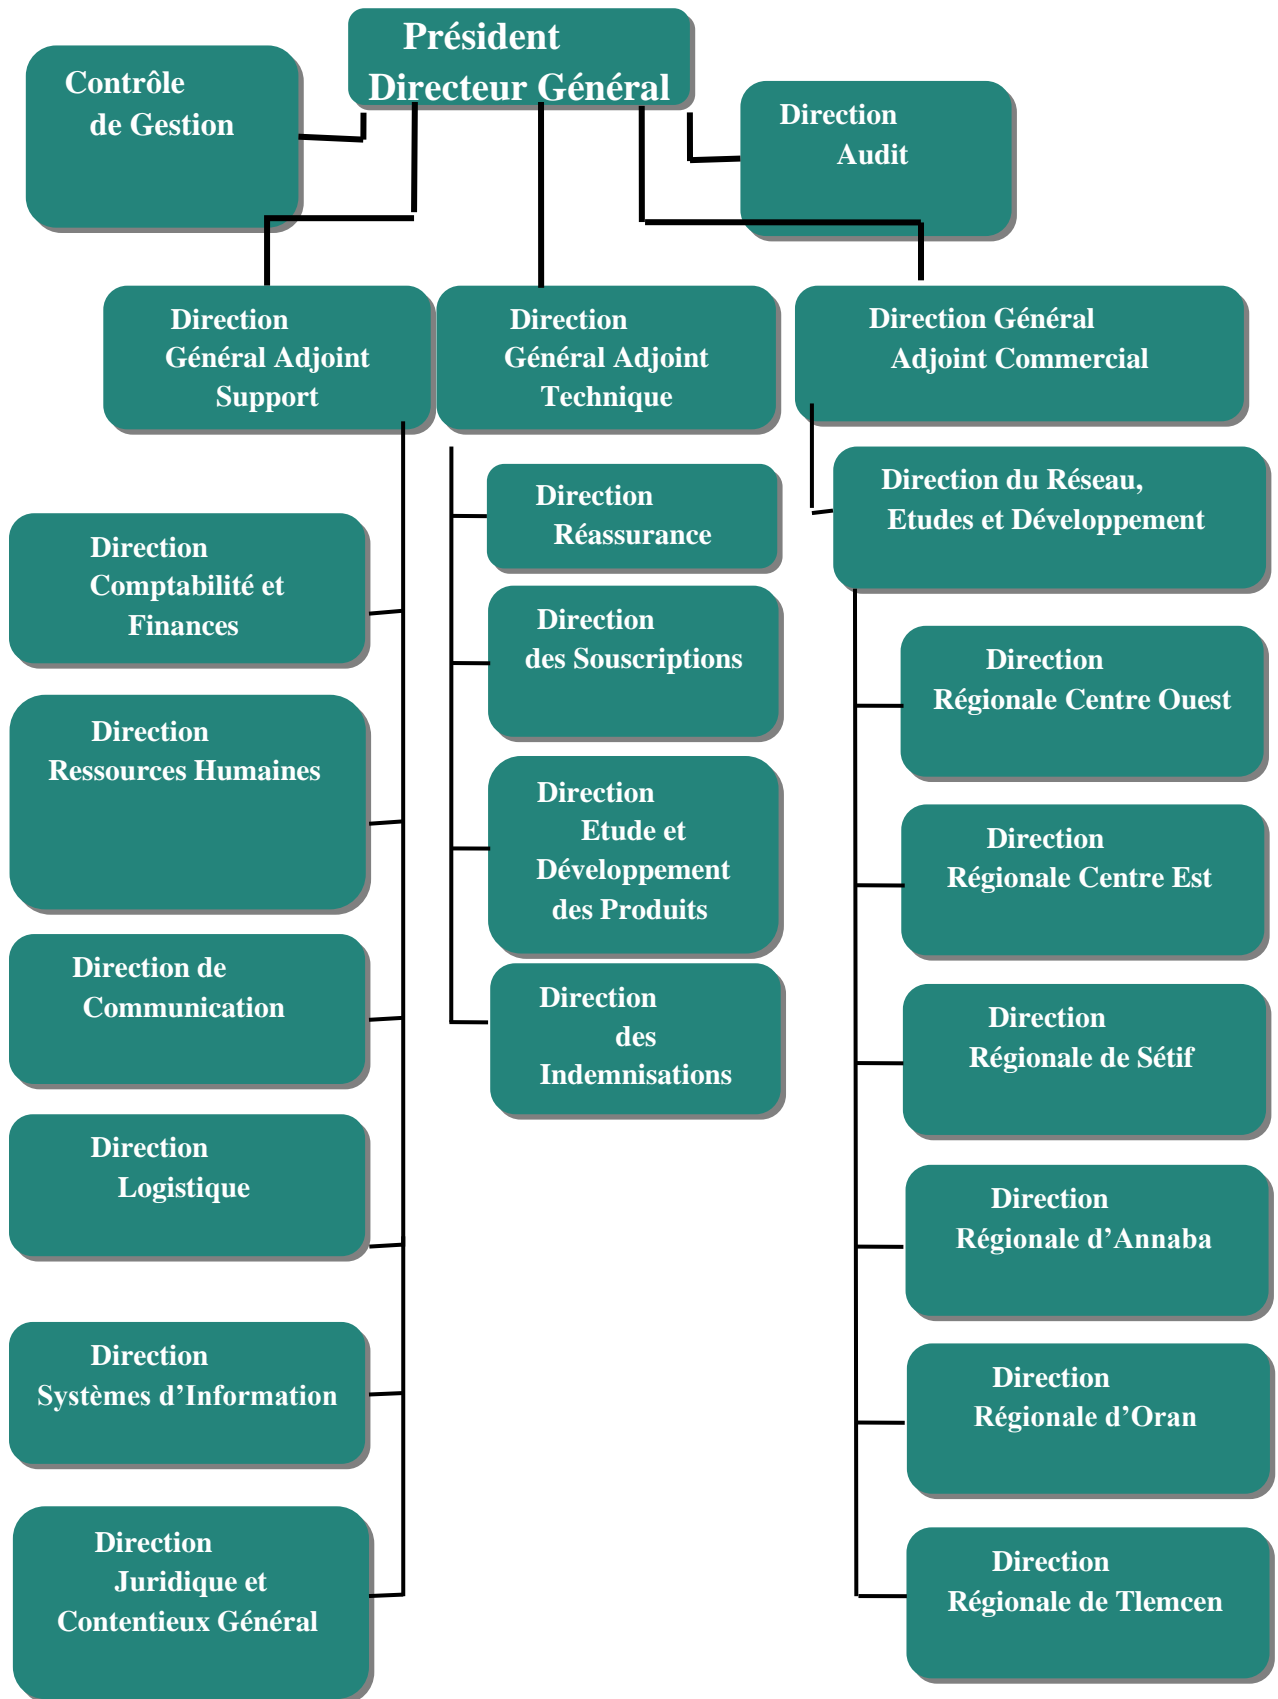 Président
Directeur Général
Contrôle
de Gestion
Direction
Audit
Direction
Général Adjoint
Support
Direction
Général Adjoint
Technique
Direction Général
Adjoint Commercial
Direction
Comptabilité et
Finances
Direction
Ressources Humaines
Direction de
Communication
Direction
Logistique
Direction
Systèmes d’Information
Direction
Juridique et
Contentieux Général
Direction
Réassurance
Direction
des Souscriptions
Direction
Etude et
Développement
des Produits
Direction
des
Indemnisations
Direction du Réseau,
Etudes et Développement
Direction
Régionale Centre Ouest
Direction
Régionale Centre Est
Direction
Régionale de Sétif
Direction
Régionale d’Annaba
Direction
Régionale d’Oran
Direction
Régionale de Tlemcen